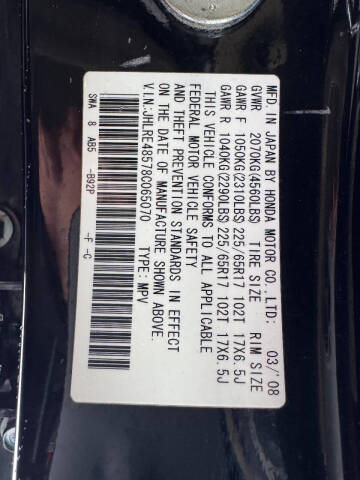 MFD. IN JAPAN BY HONDA MOTOR CO., LTD: 03/'08
GVWR 2070KG(4560LBS) TIRE SIZE RIM SIZE
GAWR F 1050KG(2310LBS) 225/65R17 102T 17X6.5J
GAWR R 1040KG(2290LBS) 225/65R17 102T 17X6.5J
THIS VEHICLE CONFORMS TO ALL APPLICABLE
FEDERAL MOTOR VEHICLE SAFETY
AND THEFT PREVENTION STANDARDS IN EFFECT
ON THE DATE OF MANUFACTURE SHOWN ABOVE.
V.I.N:JHLRE48578C065070 TYPE:MPV
SWA 8 AB5 -B92P -F -C